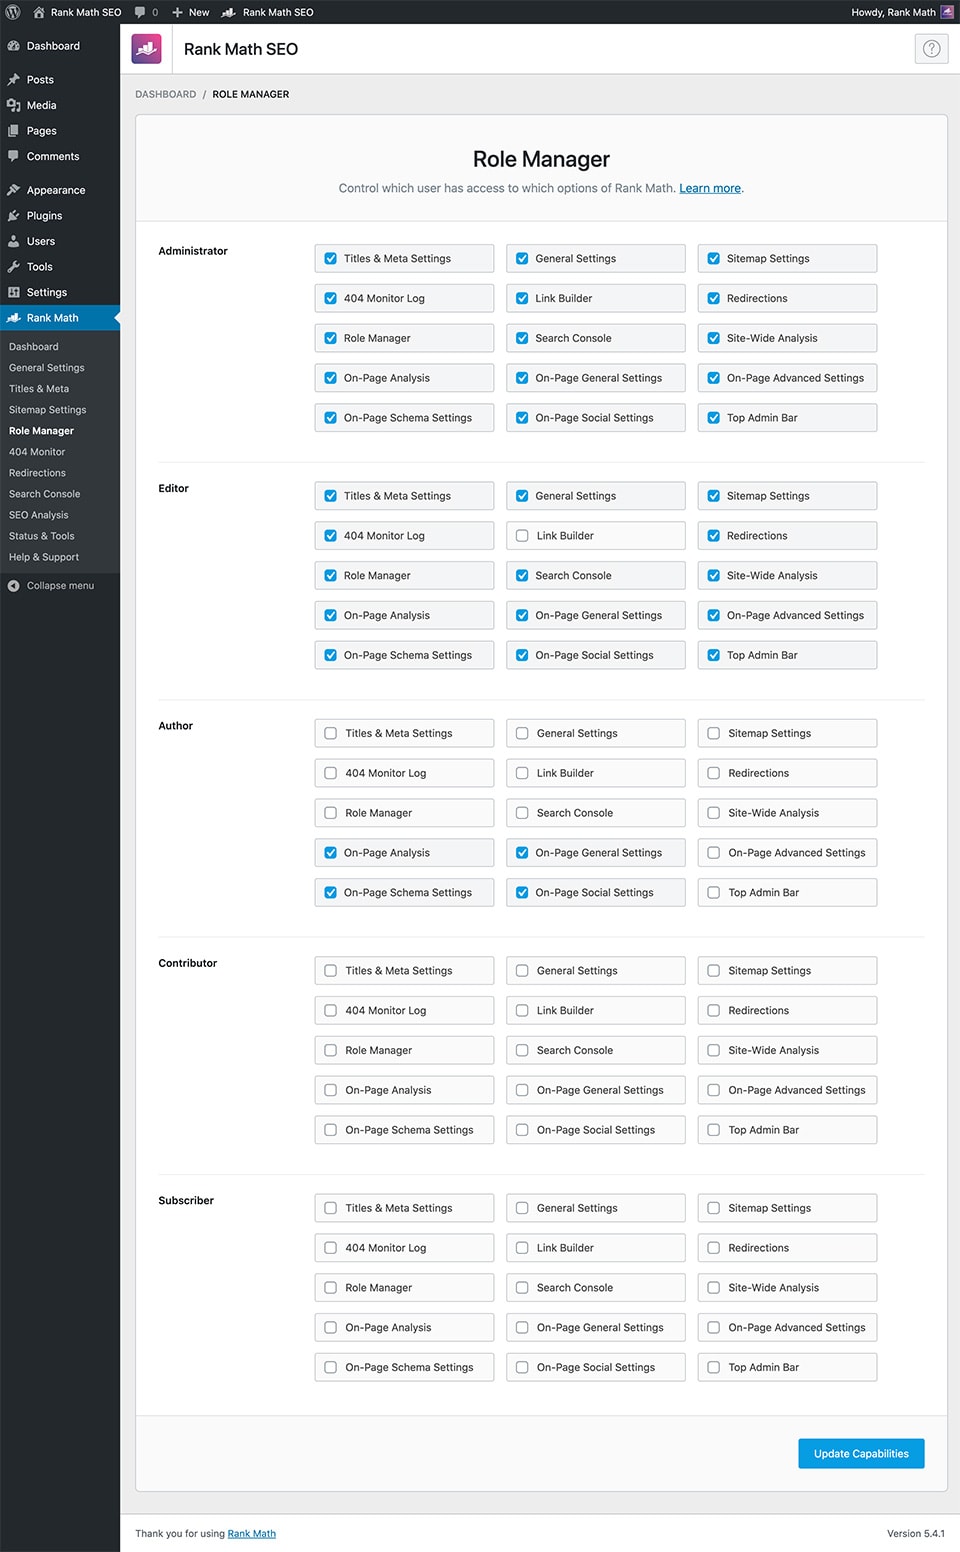 Rank Math SEO 0 New Rank Math SEO Howdy, Rank Math
Dashboard
Posts
Media
Pages
Comments
Appearance
Plugins
Users
Tools
Settings
Rank Math
Dashboard
General Settings
Titles & Meta
Sitemap Settings
Role Manager
404 Monitor
Redirections
Search Console
SEO Analysis
Status & Tools
Help & Support
Collapse menu
Rank Math SEO ?
DASHBOARD / ROLE MANAGER
Role Manager
Control which user has access to which options of Rank Math. Learn more.
Administrator
Titles & Meta Settings General Settings Sitemap Settings
404 Monitor Log Link Builder Redirections
Role Manager Search Console Site-Wide Analysis
On-Page Analysis On-Page General Settings On-Page Advanced Settings
On-Page Schema Settings On-Page Social Settings Top Admin Bar
Editor
Titles & Meta Settings General Settings Sitemap Settings
404 Monitor Log Link Builder Redirections
Role Manager Search Console Site-Wide Analysis
On-Page Analysis On-Page General Settings On-Page Advanced Settings
On-Page Schema Settings On-Page Social Settings Top Admin Bar
Author
Titles & Meta Settings General Settings Sitemap Settings
404 Monitor Log Link Builder Redirections
Role Manager Search Console Site-Wide Analysis
On-Page Analysis On-Page General Settings On-Page Advanced Settings
On-Page Schema Settings On-Page Social Settings Top Admin Bar
Contributor
Titles & Meta Settings General Settings Sitemap Settings
404 Monitor Log Link Builder Redirections
Role Manager Search Console Site-Wide Analysis
On-Page Analysis On-Page General Settings On-Page Advanced Settings
On-Page Schema Settings On-Page Social Settings Top Admin Bar
Subscriber
Titles & Meta Settings General Settings Sitemap Settings
404 Monitor Log Link Builder Redirections
Role Manager Search Console Site-Wide Analysis
On-Page Analysis On-Page General Settings On-Page Advanced Settings
On-Page Schema Settings On-Page Social Settings Top Admin Bar
Update Capabilities
Thank you for using Rank Math Version 5.4.1